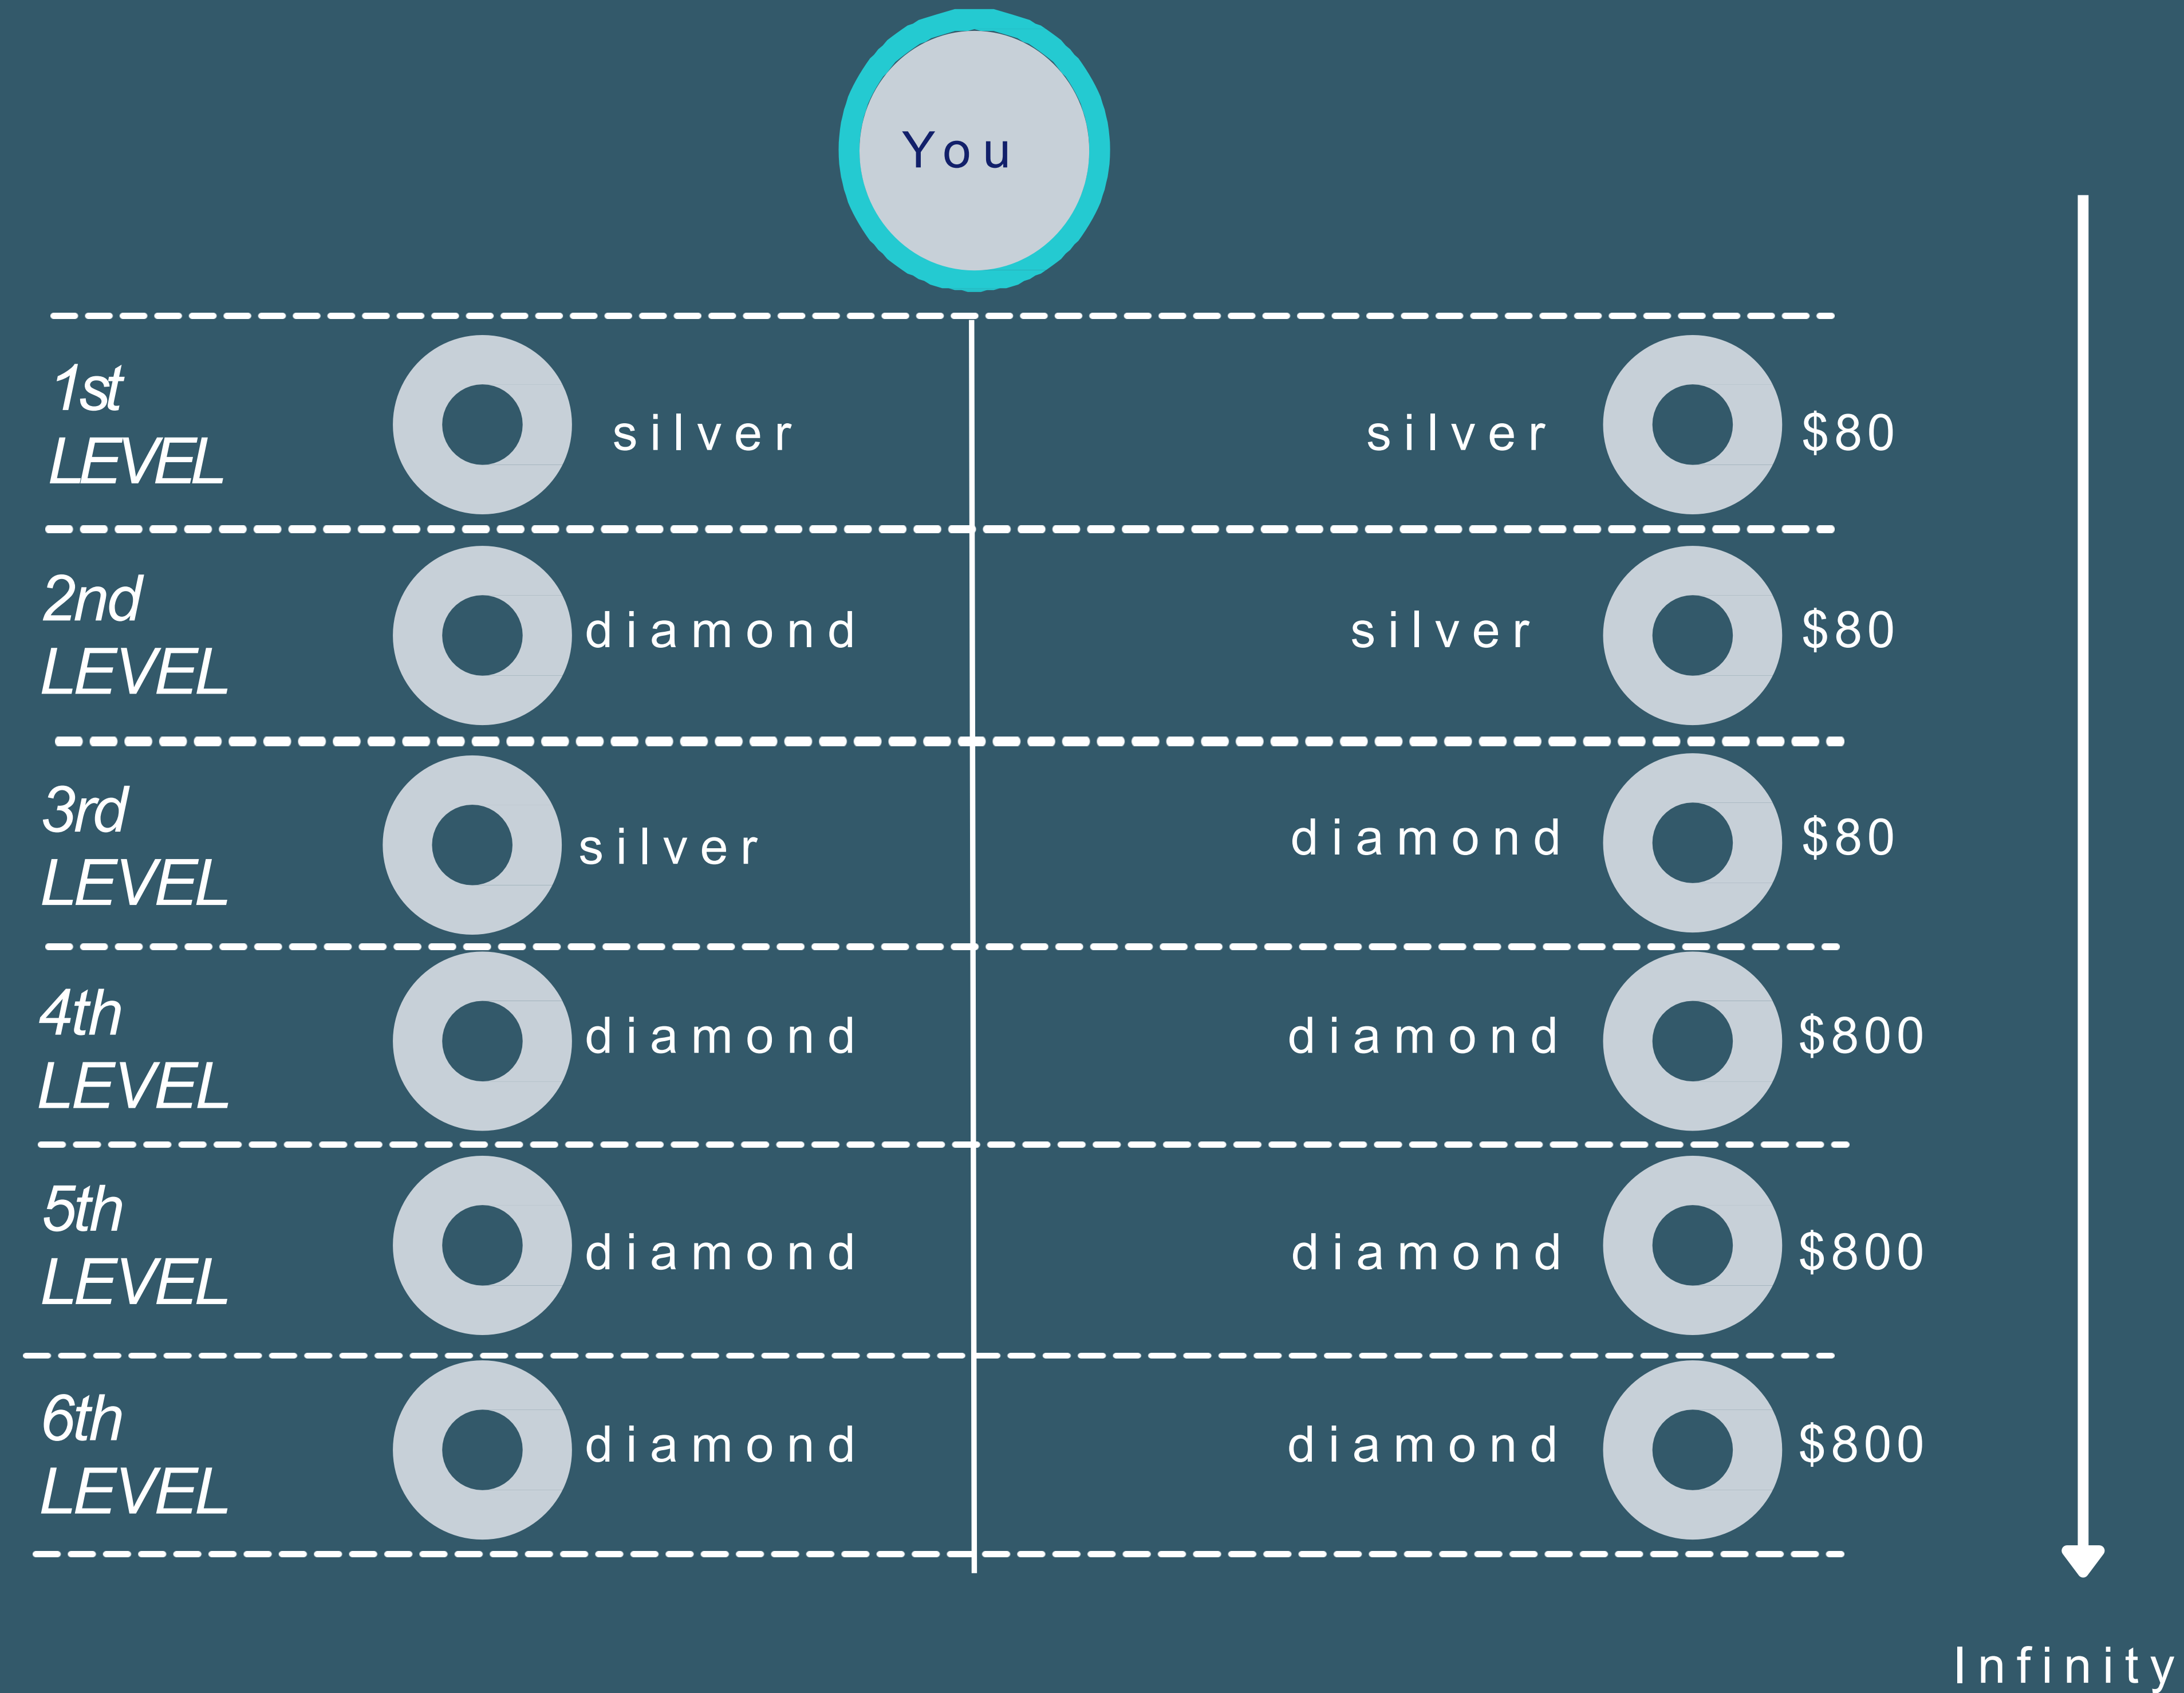 You
1st
LEVEL
silver
silver
$80
2nd
LEVEL
diamond
silver
$80
3rd
LEVEL
silver
diamond
$80
4th
LEVEL
diamond
diamond
$800
5th
LEVEL
diamond
diamond
$800
6th
LEVEL
diamond
diamond
$800
Infinity